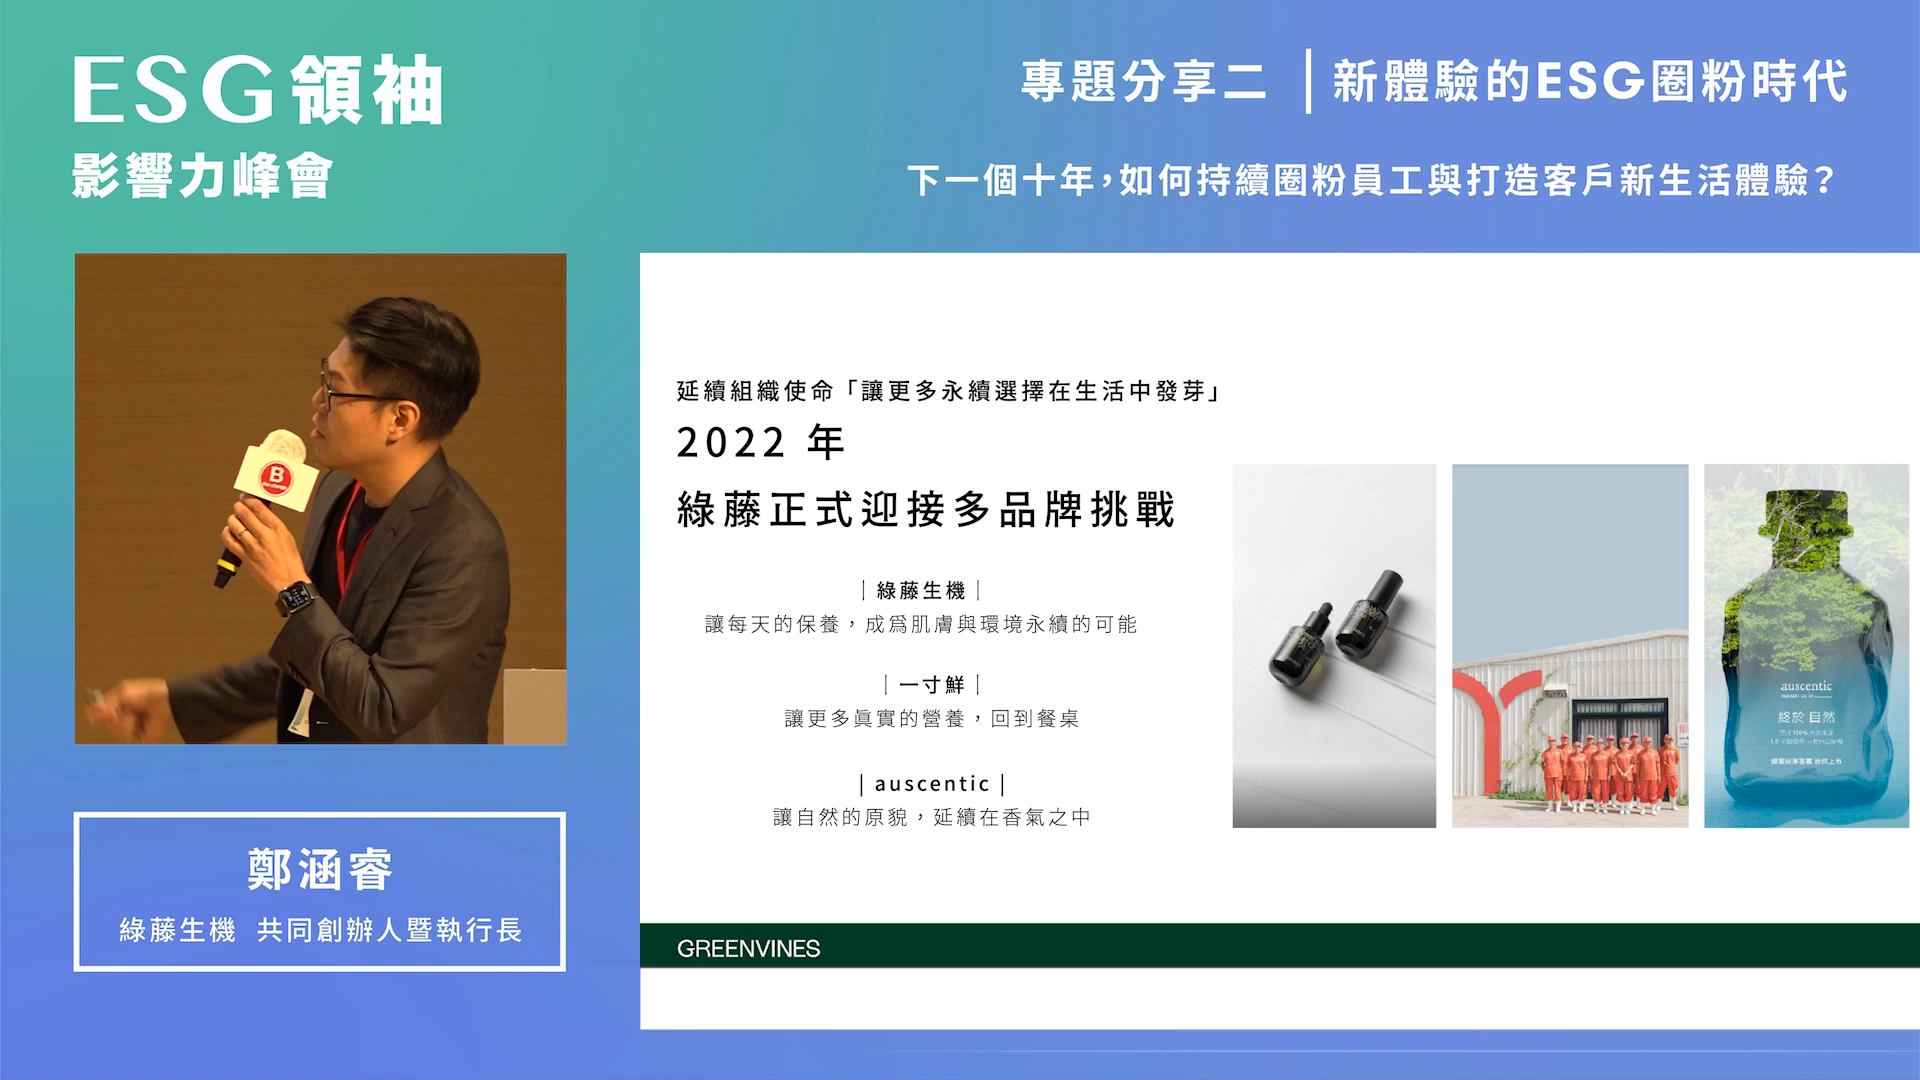 ESG領袖
影響力峰會
專題分享二 | 新體驗的ESG圈粉時代
下一個十年，如何持續圈粉員工與打造客戶新生活體驗？
B
鄭涵睿
綠藤生機 共同創辦人暨執行長
延續組織使命「讓更多永續選擇在生活中發芽」
2022 年
綠藤正式迎接多品牌挑戰
｜綠藤生機｜
讓每天的保養，成為肌膚與環境永續的可能
｜一寸鮮｜
讓更多真實的營養，回到餐桌
| auscentic |
讓自然的原貌，延續在香氣之中
auscentic
終於 自然
GREENVINES